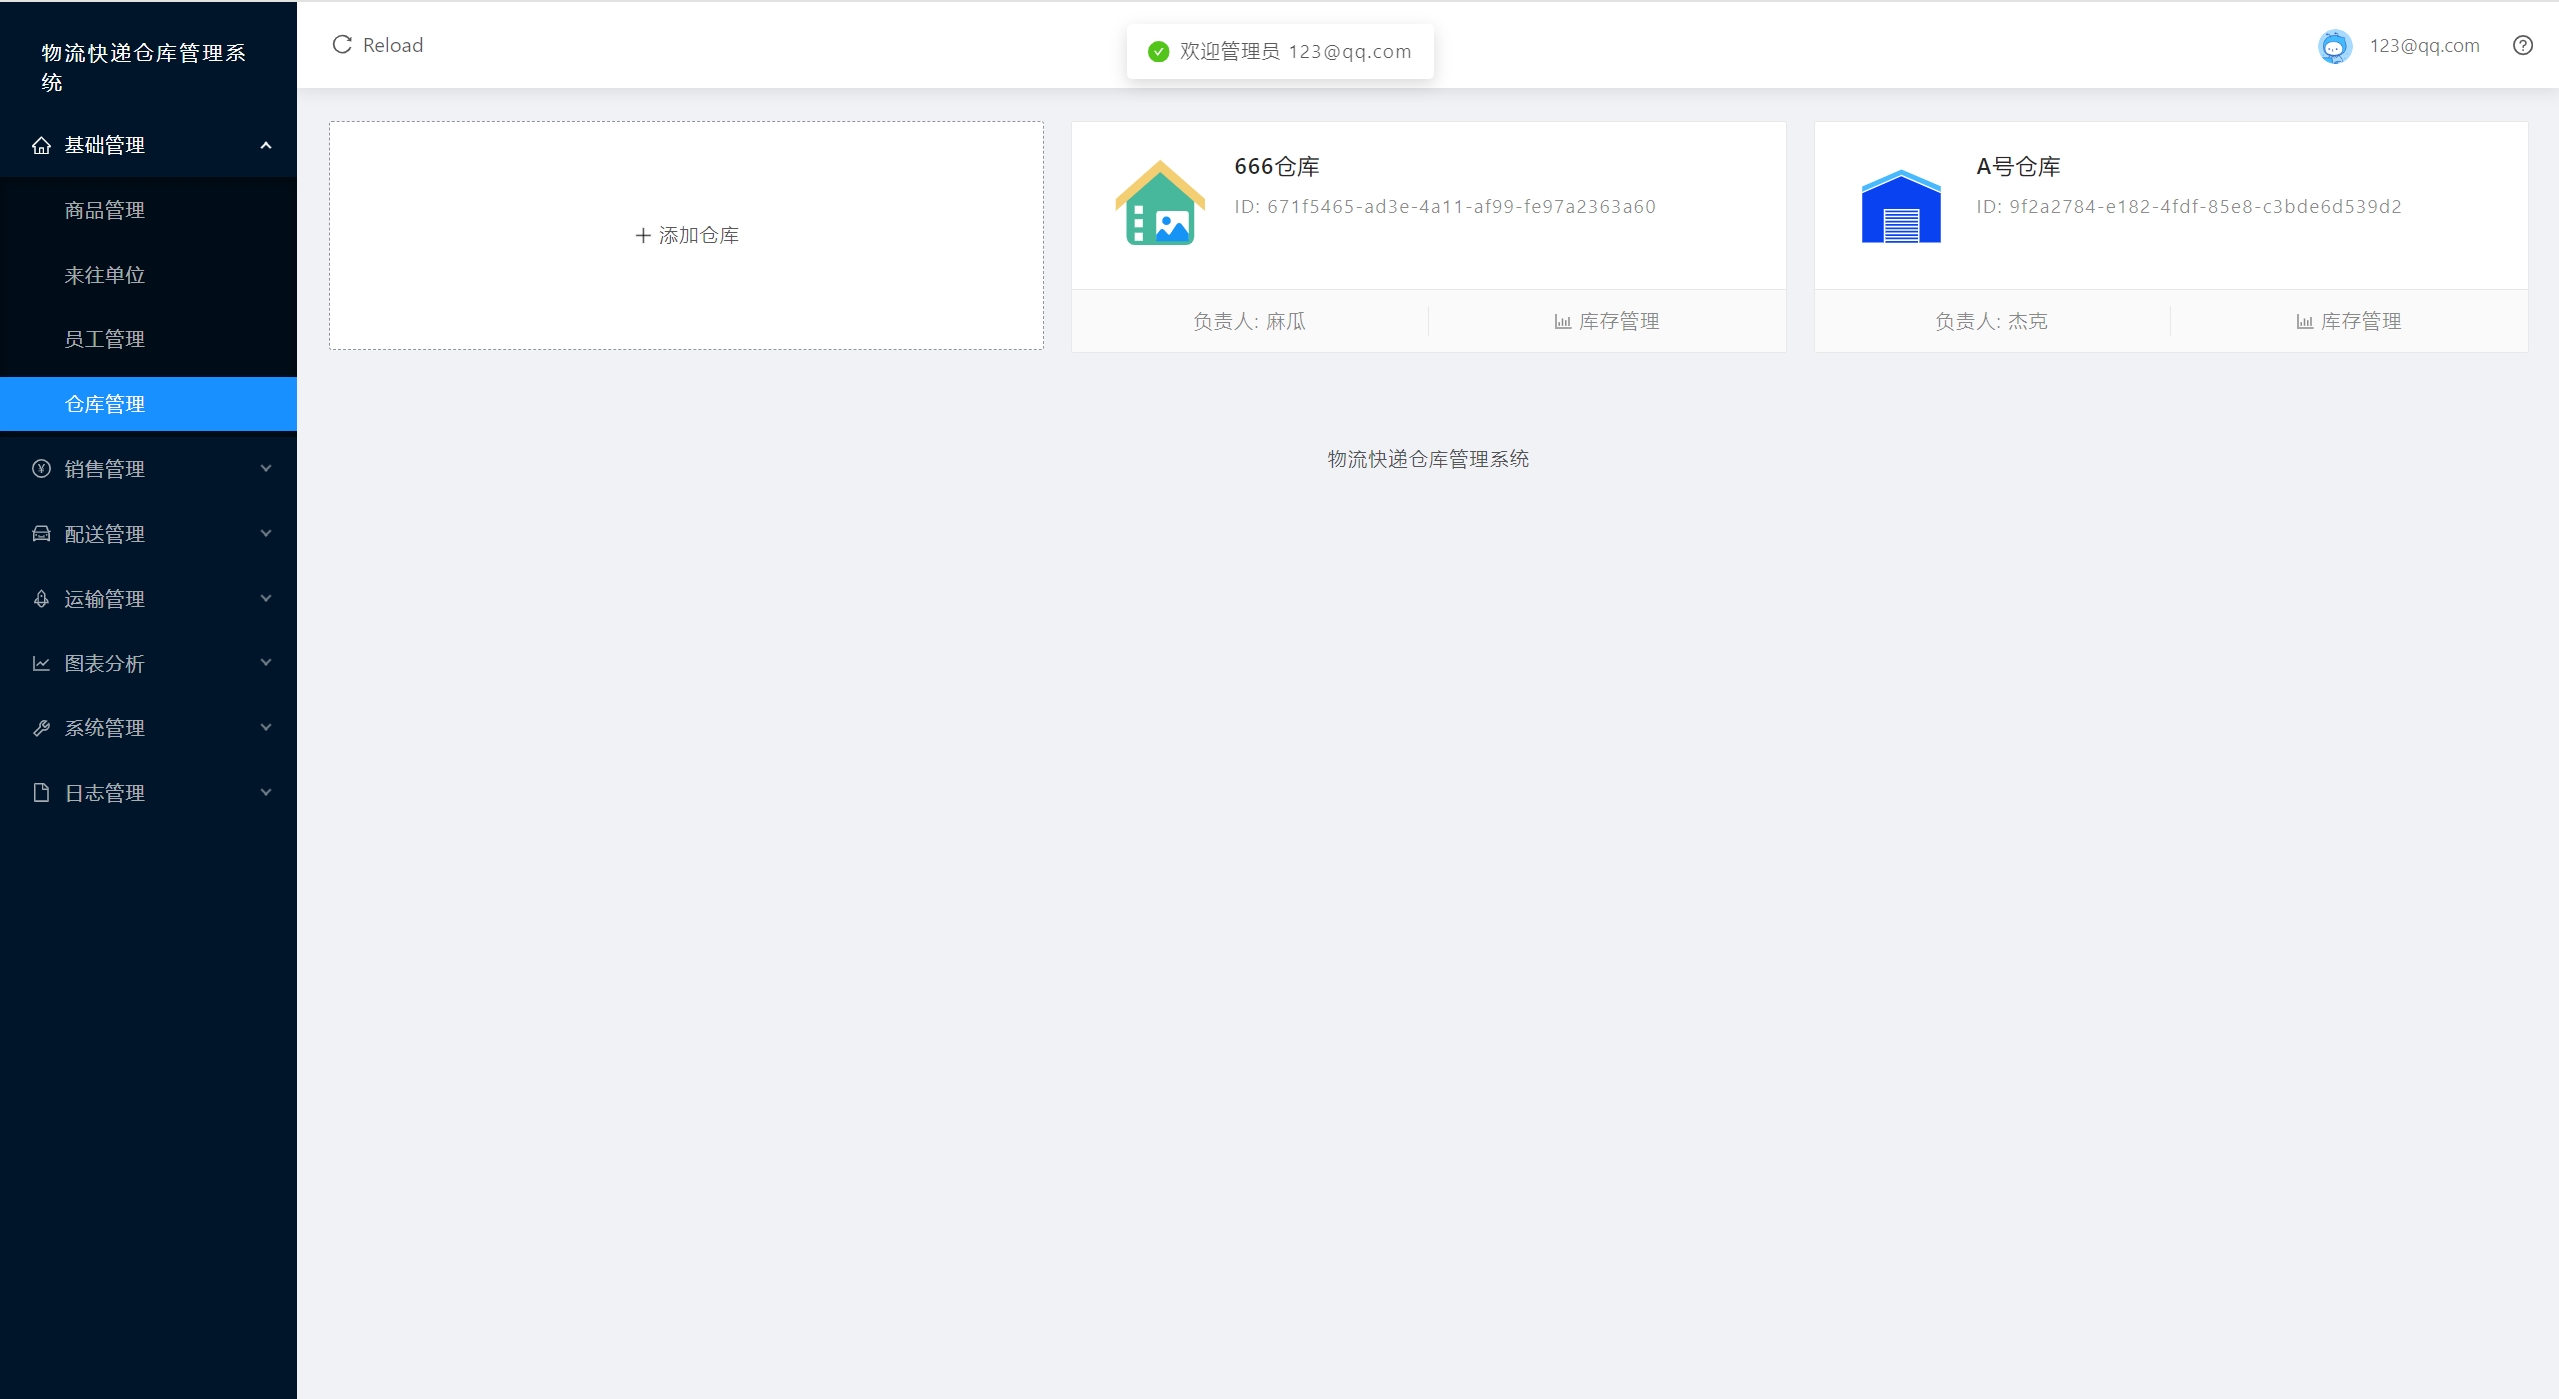 物流快递仓库管理系
统
基础管理
商品管理
来往单位
员工管理
仓库管理
销售管理
配送管理
运输管理
图表分析
系统管理
日志管理
Reload
欢迎管理员 123@qq.com
123@qq.com
添加仓库
666仓库
ID: 671f5465-ad3e-4a11-af99-fe97a2363a60
负责人: 麻瓜
库存管理
A号仓库
ID: 9f2a2784-e182-4fdf-85e8-c3bde6d539d2
负责人: 杰克
库存管理
物流快递仓库管理系统